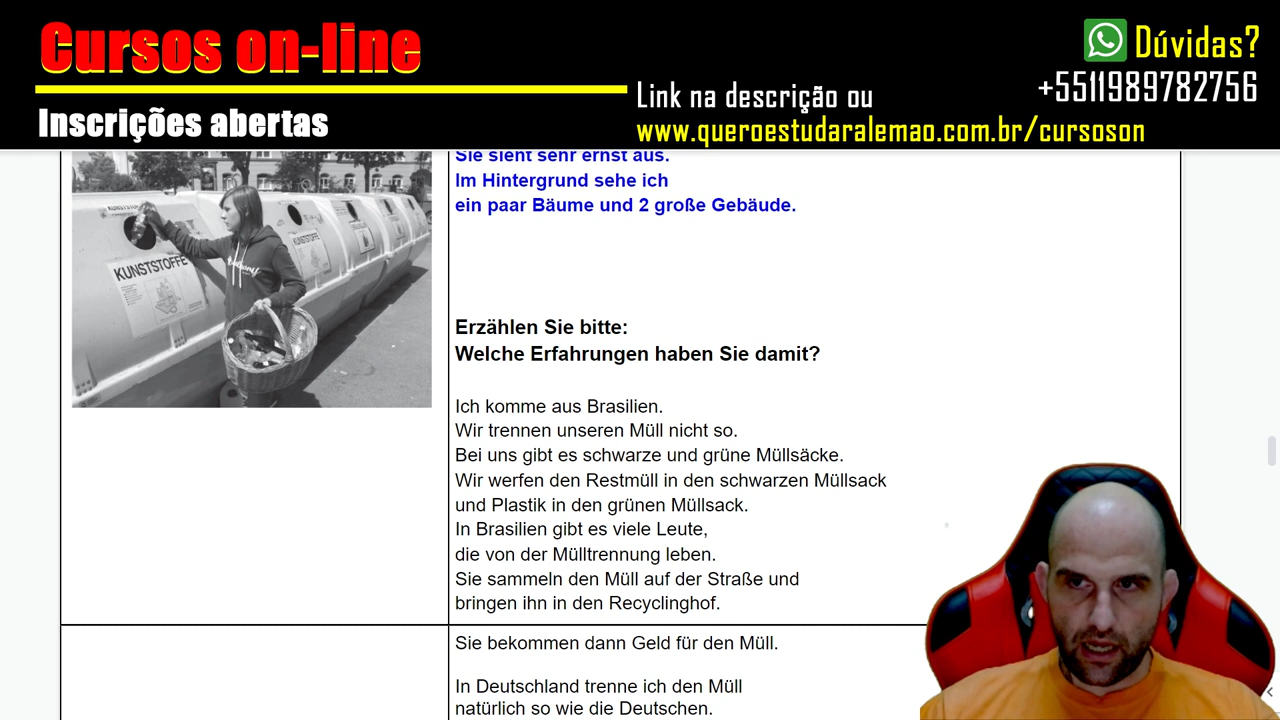 Cursos on-line
Inscrições abertas
Dúvidas?
+5511989782756
Link na descrição ou
www.queroestudaralemao.com.br/cursoson
Sie sieht sehr ernst aus.
Im Hintergrund sehe ich
ein paar Bäume und 2 große Gebäude.
KUNSTSTOFFE
KUNSTSTOFFE
Erzählen Sie bitte:
Welche Erfahrungen haben Sie damit?
Ich komme aus Brasilien.
Wir trennen unseren Müll nicht so.
Bei uns gibt es schwarze und grüne Müllsäcke.
Wir werfen den Restmüll in den schwarzen Müllsack
und Plastik in den grünen Müllsack.
In Brasilien gibt es viele Leute,
die von der Mülltrennung leben.
Sie sammeln den Müll auf der Straße und
bringen ihn in den Recyclinghof.
Sie bekommen dann Geld für den Müll.
In Deutschland trenne ich den Müll
natürlich so wie die Deutschen.